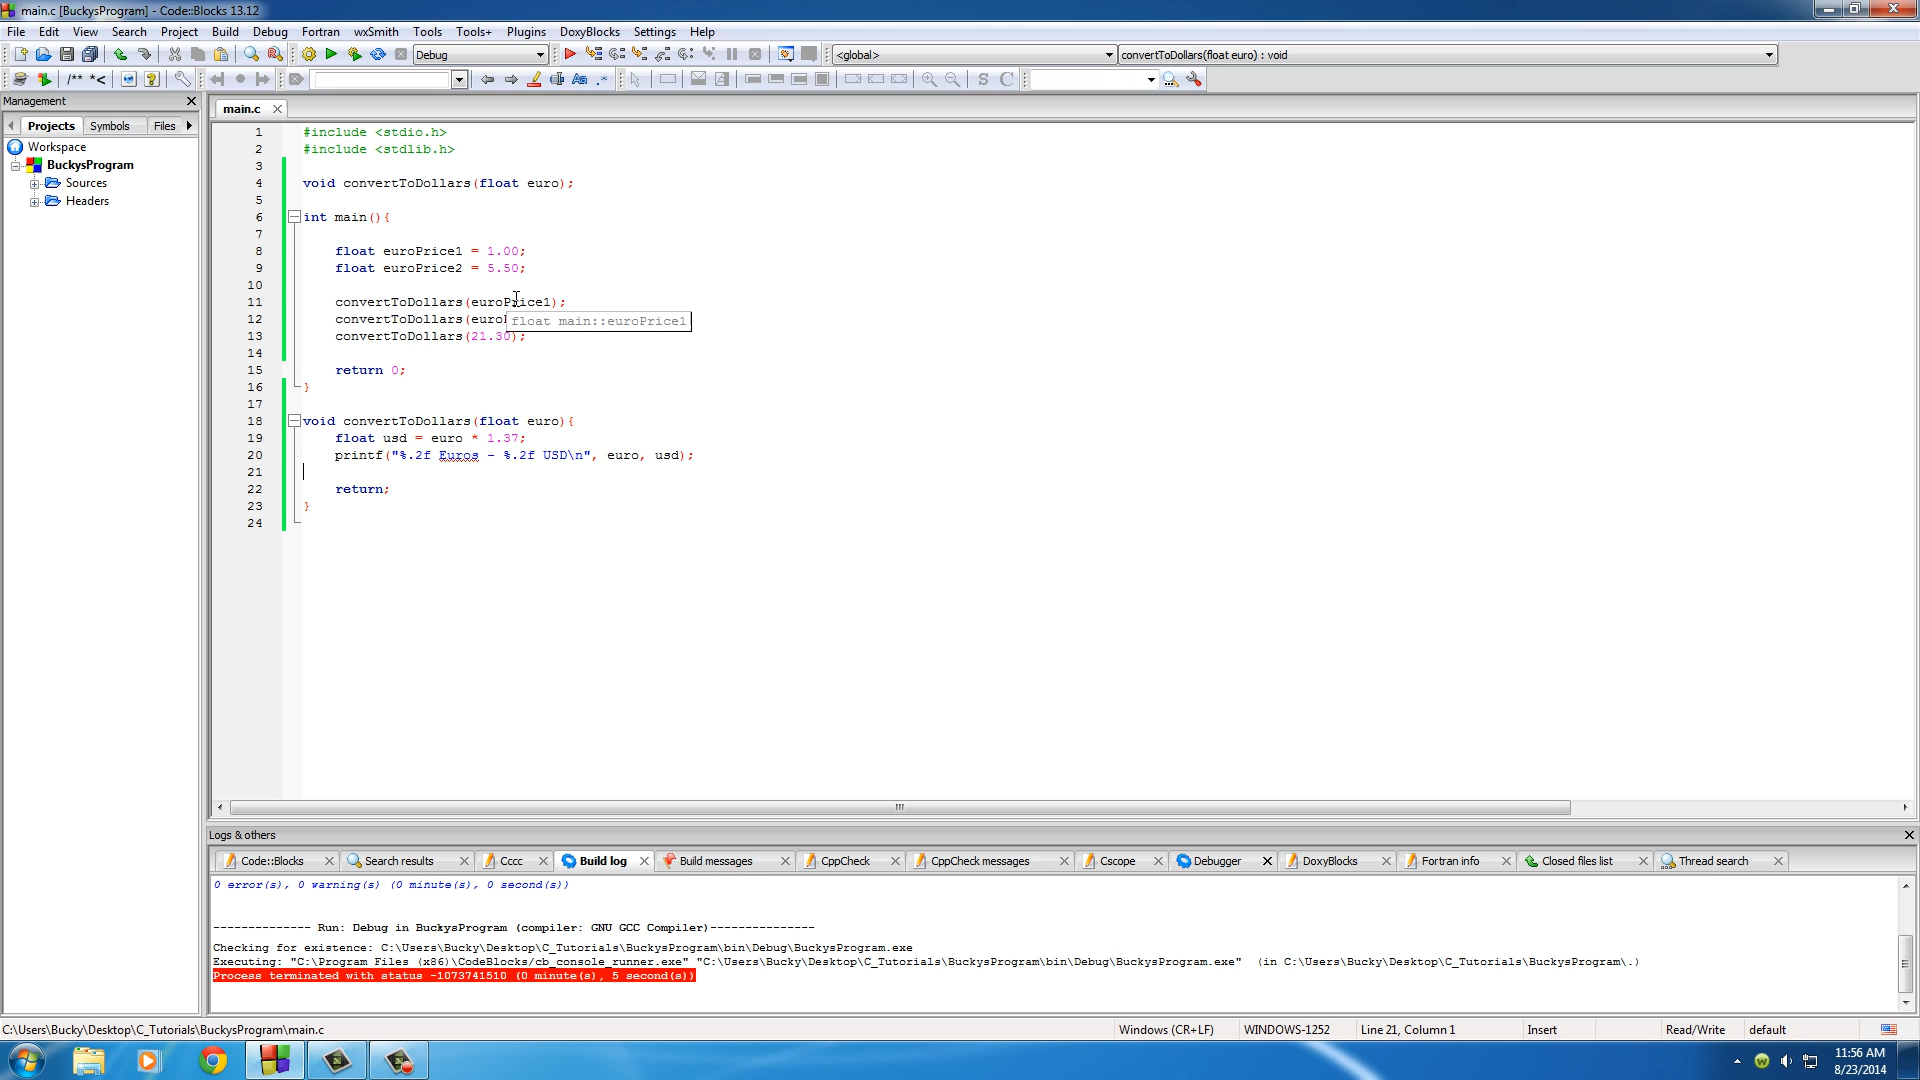 main.c [BuckysProgram] - Code::Blocks 13.12
File Edit View Search Project Build Debug Fortran wxSmith Tools Tools+ Plugins DoxyBlocks Settings Help
Debug <global> convertToDollars(float euro) : void
/** *< Aa .* S C
Management
main.c
Projects Symbols Files
Workspace
BuckysProgram
Sources
Headers
1 #include <stdio.h>
2 #include <stdlib.h>
3
4 void convertToDollars(float euro);
5
6 int main(){
7
8 float euroPrice1 = 1.00;
9 float euroPrice2 = 5.50;
10
11 convertToDollars(euroPrice1);
12 convertToDollars(euro
float main::euroPrice1
13 convertToDollars(21.30);
14
15 return 0;
16 }
17
18 void convertToDollars(float euro){
19 float usd = euro * 1.37;
20 printf("%.2f Euros - %.2f USD\n", euro, usd);
21
22 return;
23 }
24
Logs & others
Code::Blocks Search results Cccc Build log Build messages CppCheck CppCheck messages Cscope Debugger DoxyBlocks Fortran info Closed files list Thread search
0 error(s), 0 warning(s) (0 minute(s), 0 second(s))
-------------- Run: Debug in BuckysProgram (compiler: GNU GCC Compiler)---------------
Checking for existence: C:\Users\Bucky\Desktop\C_Tutorials\BuckysProgram\bin\Debug\BuckysProgram.exe
Executing: "C:\Program Files (x86)\CodeBlocks/cb_console_runner.exe" "C:\Users\Bucky\Desktop\C_Tutorials\BuckysProgram\bin\Debug\BuckysProgram.exe"  (in C:\Users\Bucky\Desktop\C_Tutorials\BuckysProgram\.)
Process terminated with status -1073741510 (0 minute(s), 5 second(s))
C:\Users\Bucky\Desktop\C_Tutorials\BuckysProgram\main.c Windows (CR+LF) WINDOWS-1252 Line 21, Column 1 Insert Read/Write default
11:56 AM
8/23/2014